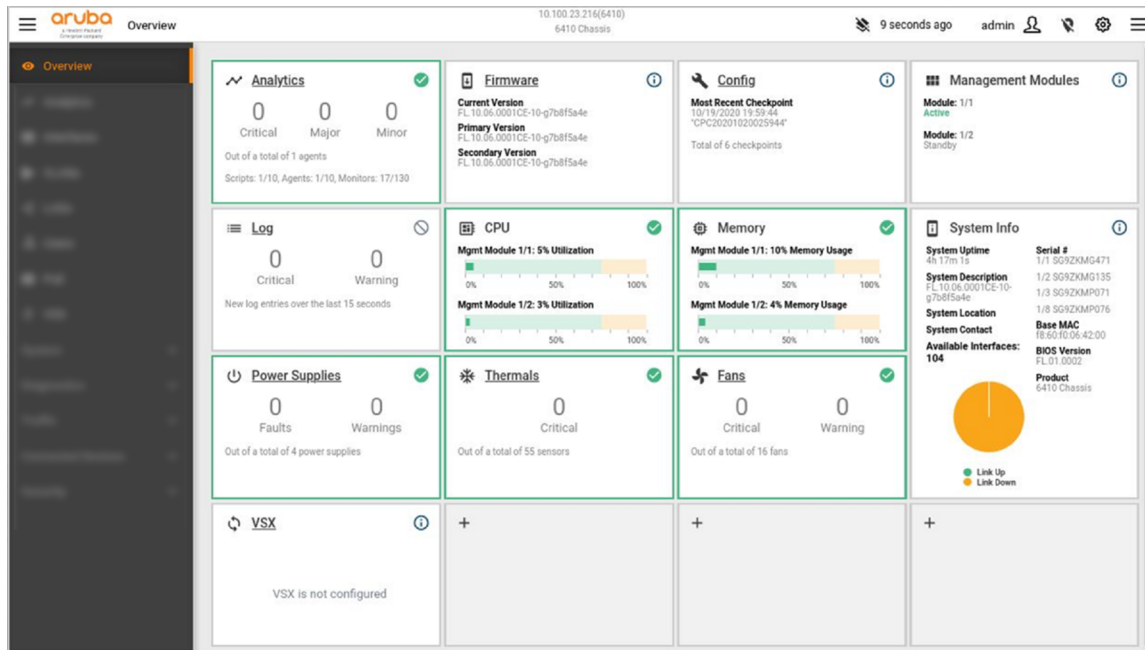 aruba
a Hewlett Packard
Enterprise company
Overview
10.100.23.216(6410)
6410 Chassis
9 seconds ago
admin
Overview
Analytics
0
0
0
Critical
Major
Minor
Out of a total of 1 agents
Scripts: 1/10, Agents: 1/10, Monitors: 17/130
Firmware
Current Version
FL.10.06.0001CE-10-g7b8f5a4e
Primary Version
FL.10.06.0001CE-10-g7b8f5a4e
Secondary Version
FL.10.06.0001CE-10-g7b8f5a4e
Config
Most Recent Checkpoint
10/19/2020 19:59:44
"CPC20201020025944"
Total of 6 checkpoints
Management Modules
Module: 1/1
Active
Module: 1/2
Standby
Log
0
0
Critical
Warning
New log entries over the last 15 seconds
CPU
Mgmt Module 1/1: 5% Utilization
0%
50%
100%
Mgmt Module 1/2: 3% Utilization
0%
50%
100%
Memory
Mgmt Module 1/1: 10% Memory Usage
0%
50%
100%
Mgmt Module 1/2: 4% Memory Usage
0%
50%
100%
System Info
System Uptime
4h 17m 1s
System Description
FL.10.06.0001CE-10-
g7b8f5a4e
System Location
System Contact
Available Interfaces:
104
Serial #
1/1 SG9ZKMG471
1/2 SG9ZKMG135
1/3 SG9ZKMP071
1/8 SG9ZKMP076
Base MAC
f8:60:f0:06:42:00
BIOS Version
FL.01.0002
Product
6410 Chassis
Link Up
Link Down
Power Supplies
0
0
Faults
Warnings
Out of a total of 4 power supplies
Thermals
0
Critical
Out of a total of 55 sensors
Fans
0
0
Critical
Warning
Out of a total of 16 fans
VSX
VSX is not configured
+
+
+